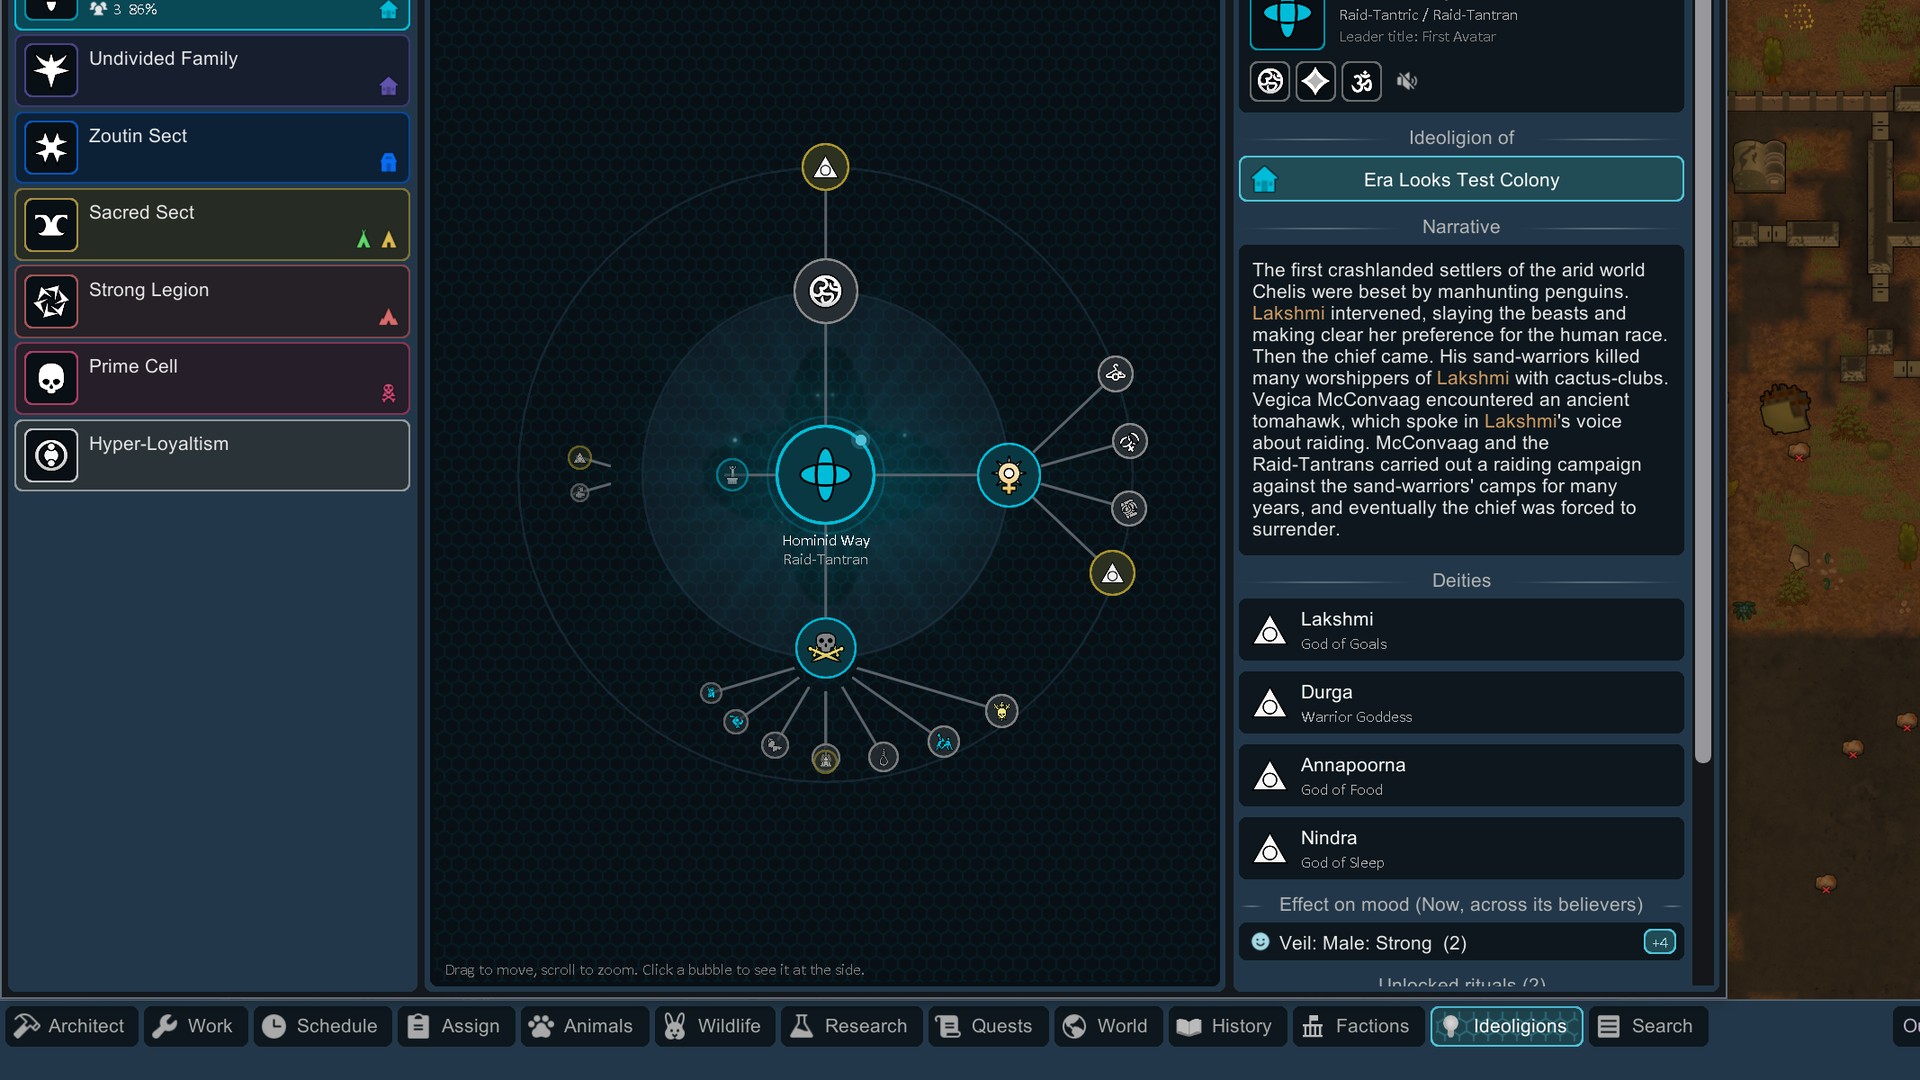 3 86%
Undivided Family
Zoutin Sect
Sacred Sect
Strong Legion
Prime Cell
Hyper-Loyaltism
Hominid Way
Raid-Tantran
Drag to move, scroll to zoom. Click a bubble to see it at the side.
Raid-Tantric / Raid-Tantran
Leader title: First Avatar
ॐ
Ideoligion of
Era Looks Test Colony
Narrative
The first crashlanded settlers of the arid world
Chelis were beset by manhunting penguins.
Lakshmi intervened, slaying the beasts and
making clear her preference for the human race.
Then the chief came. His sand-warriors killed
many worshippers of Lakshmi with cactus-clubs.
Vegica McConvaag encountered an ancient
tomahawk, which spoke in Lakshmi's voice
about raiding. McConvaag and the
Raid-Tantrans carried out a raiding campaign
against the sand-warriors' camps for many
years, and eventually the chief was forced to
surrender.
Deities
Lakshmi
God of Goals
Durga
Warrior Goddess
Annapoorna
God of Food
Nindra
God of Sleep
Effect on mood (Now, across its believers)
Veil: Male: Strong (2) +4
Unlocked rituals (2)
Architect Work Schedule Assign Animals Wildlife Research Quests World History Factions Ideoligions Search